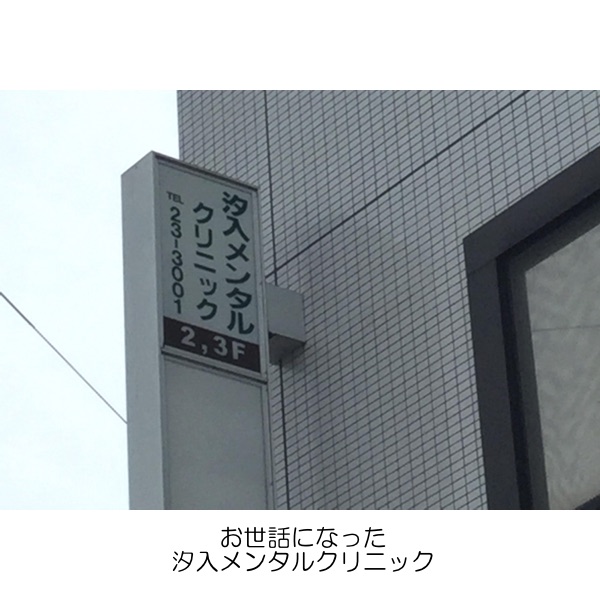 汐入メンタル
クリニック
TEL 23-3001
2,3F
お世話になった
汐入メンタルクリニック